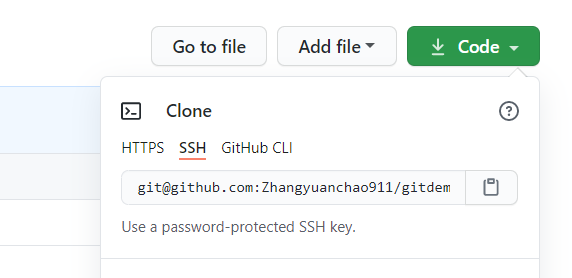 Go to file Add file Code
Clone
HTTPS SSH GitHub CLI
git@github.com:Zhangyuanchao911/gitdem
Use a password-protected SSH key.